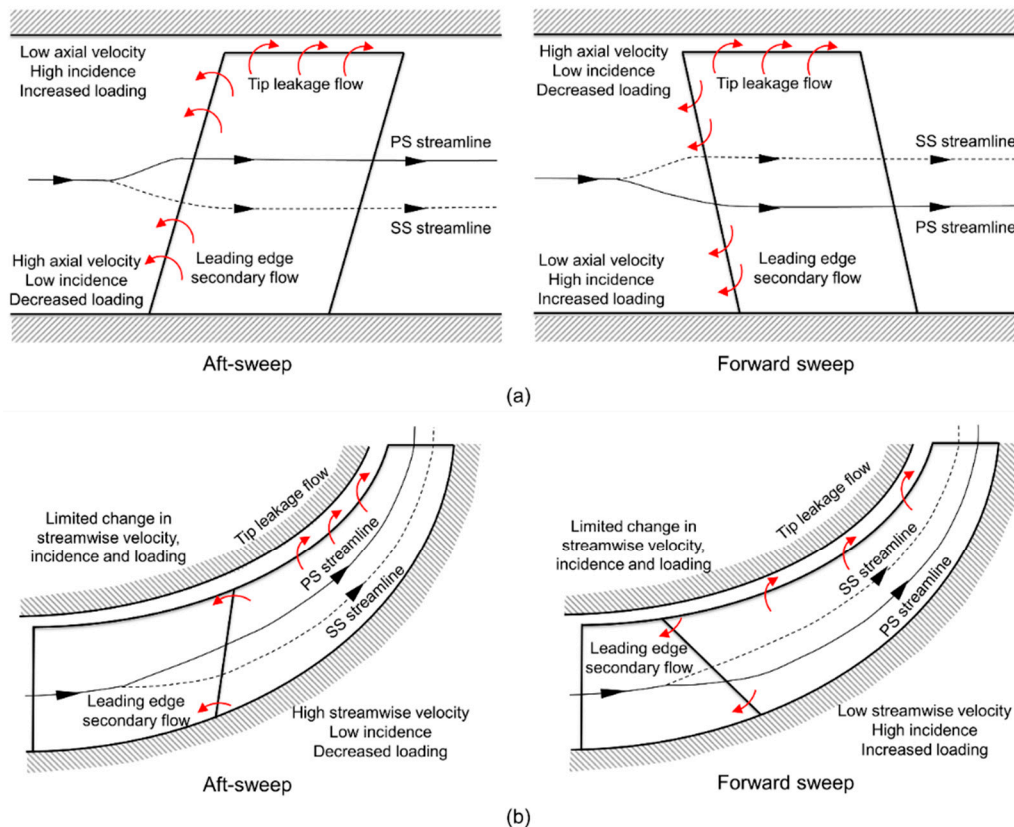 Low axial velocity
High incidence
Increased loading
Tip leakage flow
PS streamline
SS streamline
High axial velocity
Low incidence
Decreased loading
Leading edge
secondary flow
Aft-sweep
High axial velocity
Low incidence
Decreased loading
Tip leakage flow
SS streamline
PS streamline
Low axial velocity
High incidence
Increased loading
Leading edge
secondary flow
Forward sweep
(a)
Limited change in
streamwise velocity,
incidence and loading
Tip leakage flow
PS streamline
SS streamline
Leading edge
secondary flow
High streamwise velocity
Low incidence
Decreased loading
Aft-sweep
Limited change in
streamwise velocity,
incidence and loading
Tip leakage flow
SS streamline
PS streamline
Leading edge
secondary flow
Low streamwise velocity
High incidence
Increased loading
Forward sweep
(b)